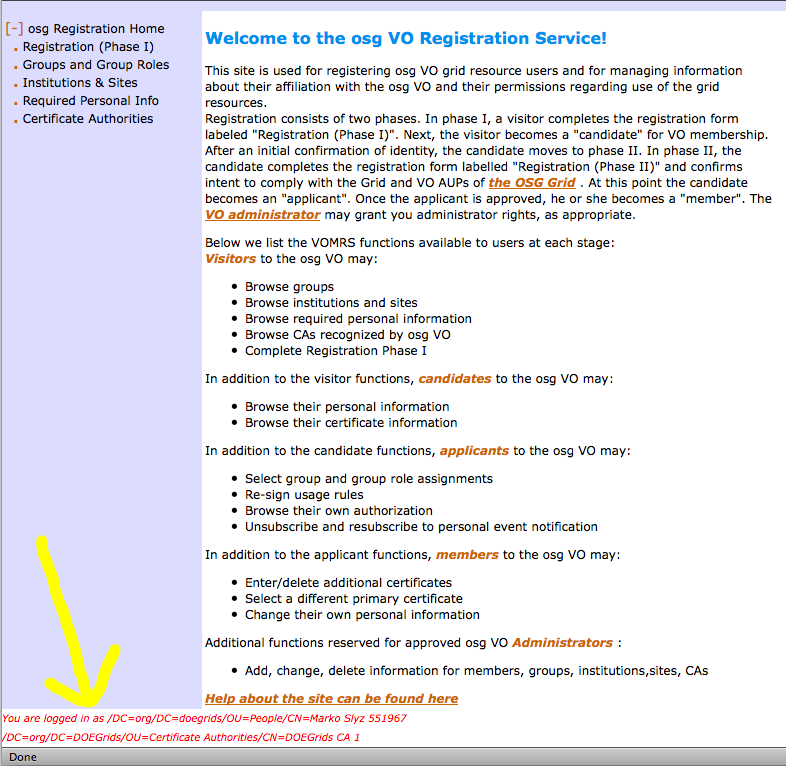 [-] osg Registration Home
Registration (Phase I)
Groups and Group Roles
Institutions & Sites
Required Personal Info
Certificate Authorities
Welcome to the osg VO Registration Service!
This site is used for registering osg VO grid resource users and for managing information
about their affiliation with the osg VO and their permissions regarding use of the grid
resources.
Registration consists of two phases. In phase I, a visitor completes the registration form
labeled "Registration (Phase I)". Next, the visitor becomes a "candidate" for VO membership.
After an initial confirmation of identity, the candidate moves to phase II. In phase II, the
candidate completes the registration form labelled "Registration (Phase II)" and confirms
intent to comply with the Grid and VO AUPs of the OSG Grid . At this point the candidate
becomes an "applicant". Once the applicant is approved, he or she becomes a "member". The
VO administrator may grant you administrator rights, as appropriate.
Below we list the VOMRS functions available to users at each stage:
Visitors to the osg VO may:
• Browse groups
• Browse institutions and sites
• Browse required personal information
• Browse CAs recognized by osg VO
• Complete Registration Phase I
In addition to the visitor functions, candidates to the osg VO may:
• Browse their personal information
• Browse their certificate information
In addition to the candidate functions, applicants to the osg VO may:
• Select group and group role assignments
• Re-sign usage rules
• Browse their own authorization
• Unsubscribe and resubscribe to personal event notification
In addition to the applicant functions, members to the osg VO may:
• Enter/delete additional certificates
• Select a different primary certificate
• Change their own personal information
Additional functions reserved for approved osg VO Administrators :
• Add, change, delete information for members, groups, institutions,sites, CAs
Help about the site can be found here
You are logged in as /DC=org/DC=doegrids/OU=People/CN=Marko Slyz 551967
/DC=org/DC=DOEGrids/OU=Certificate Authorities/CN=DOEGrids CA 1
Done